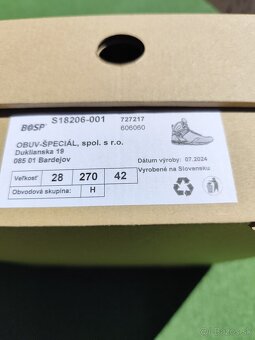 BOSP S18206-001 727217
606060
OBUV-ŠPECIÁL, spol. s r.o.
Duklianska 19
085 01 Bardejov
Dátum výroby: 07.2024
Vyrobené na Slovensku
Veľkosť 28 270 42
Obvodová skupina: H